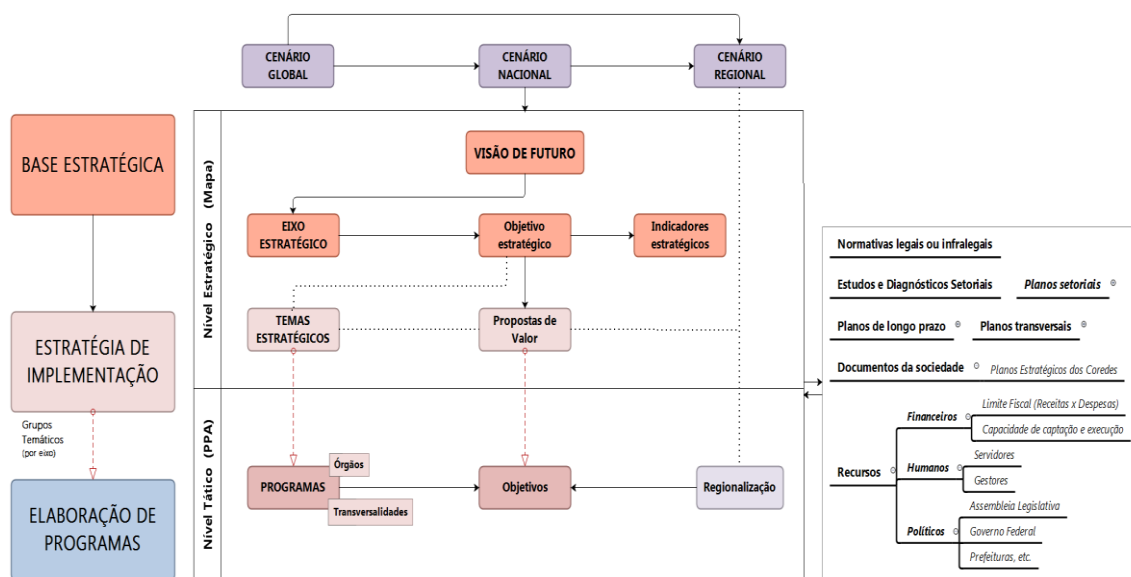 CENÁRIO
GLOBAL
CENÁRIO
NACIONAL
CENÁRIO
REGIONAL
BASE ESTRATÉGICA
ESTRATÉGIA DE
IMPLEMENTAÇÃO
Grupos
Temáticos
(por eixo)
ELABORAÇÃO DE
PROGRAMAS
Nível Estratégico (Mapa)
VISÃO DE FUTURO
EIXO
ESTRATÉGICO
Objetivo
estratégico
Indicadores
estratégicos
TEMAS
ESTRATÉGICOS
Propostas de
Valor
Nível Tático (PPA)
PROGRAMAS
Órgãos
Transversalidades
Objetivos
Regionalização
Normativas legais ou infralegais
Estudos e Diagnósticos Setoriais
Planos setoriais
Planos de longo prazo
Planos transversais
Documentos da sociedade
Planos Estratégicos dos Coredes
Recursos
Financeiros
Limite Fiscal (Receitas x Despesas)
Capacidade de captação e execução
Humanos
Servidores
Gestores
Políticos
Assembleia Legislativa
Governo Federal
Prefeituras, etc.